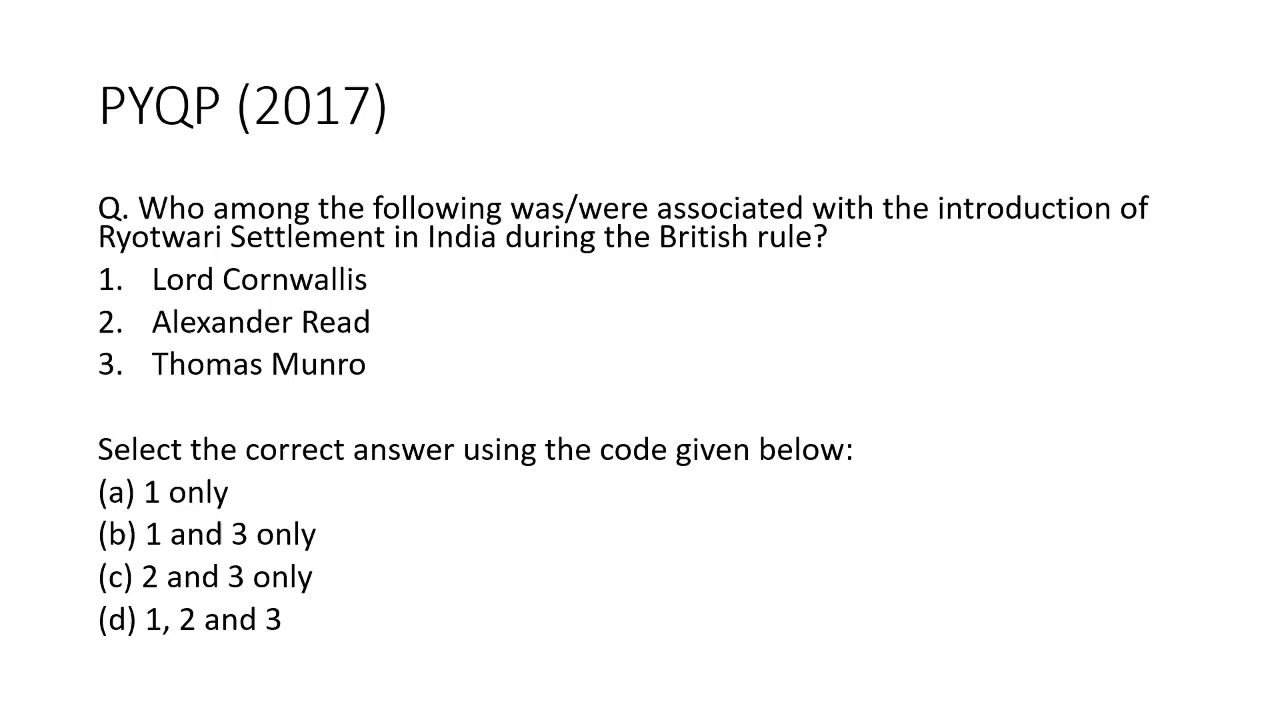 PYQP (2017)
Q. Who among the following was/were associated with the introduction of
Ryotwari Settlement in India during the British rule?
1. Lord Cornwallis
2. Alexander Read
3. Thomas Munro
Select the correct answer using the code given below:
(a) 1 only
(b) 1 and 3 only
(c) 2 and 3 only
(d) 1, 2 and 3